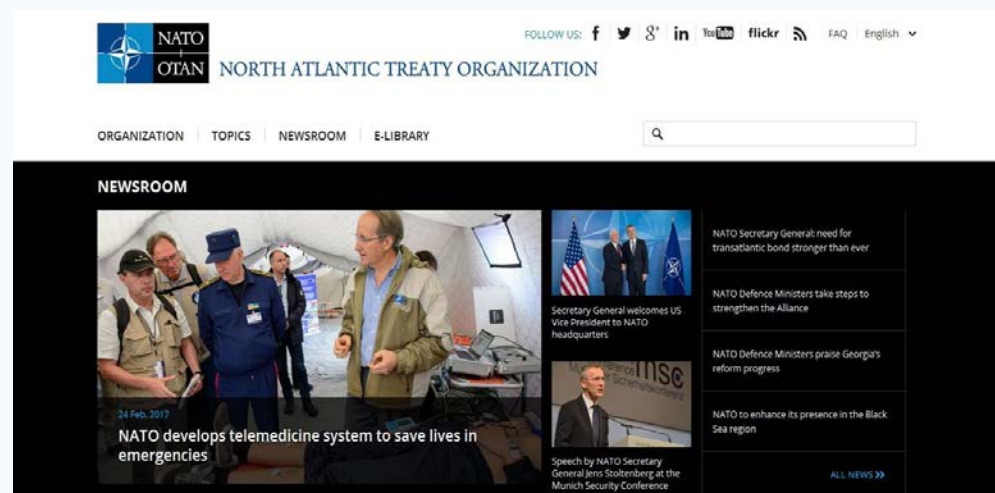 NATO
OTAN
NORTH ATLANTIC TREATY ORGANIZATION
FOLLOW US:
f
g+
in
YouTube
flickr
FAQ
English
ORGANIZATION
TOPICS
NEWSROOM
E-LIBRARY
NEWSROOM
24 Feb. 2017
NATO develops telemedicine system to save lives in
emergencies
Secretary General welcomes US
Vice President to NATO
headquarters
msc
Speech by NATO Secretary
General Jens Stoltenberg at the
Munich Security Conference
NATO Secretary General: need for
transatlantic bond stronger than ever
NATO Defence Ministers take steps to
strengthen the Alliance
NATO Defence Ministers praise Georgia's
reform progress
NATO to enhance its presence in the Black
Sea region
ALL NEWS